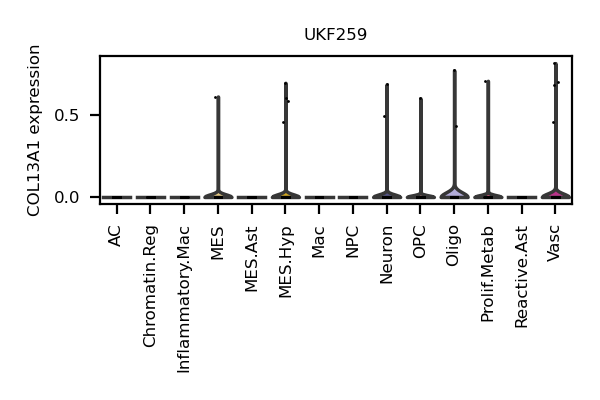 UKF259
COL13A1 expression
0.5
0.0
AC
Chromatin.Reg
Inflammatory.Mac
MES
MES.Ast
MES.Hyp
Mac
NPC
Neuron
OPC
Oligo
Prolif.Metab
Reactive.Ast
Vasc